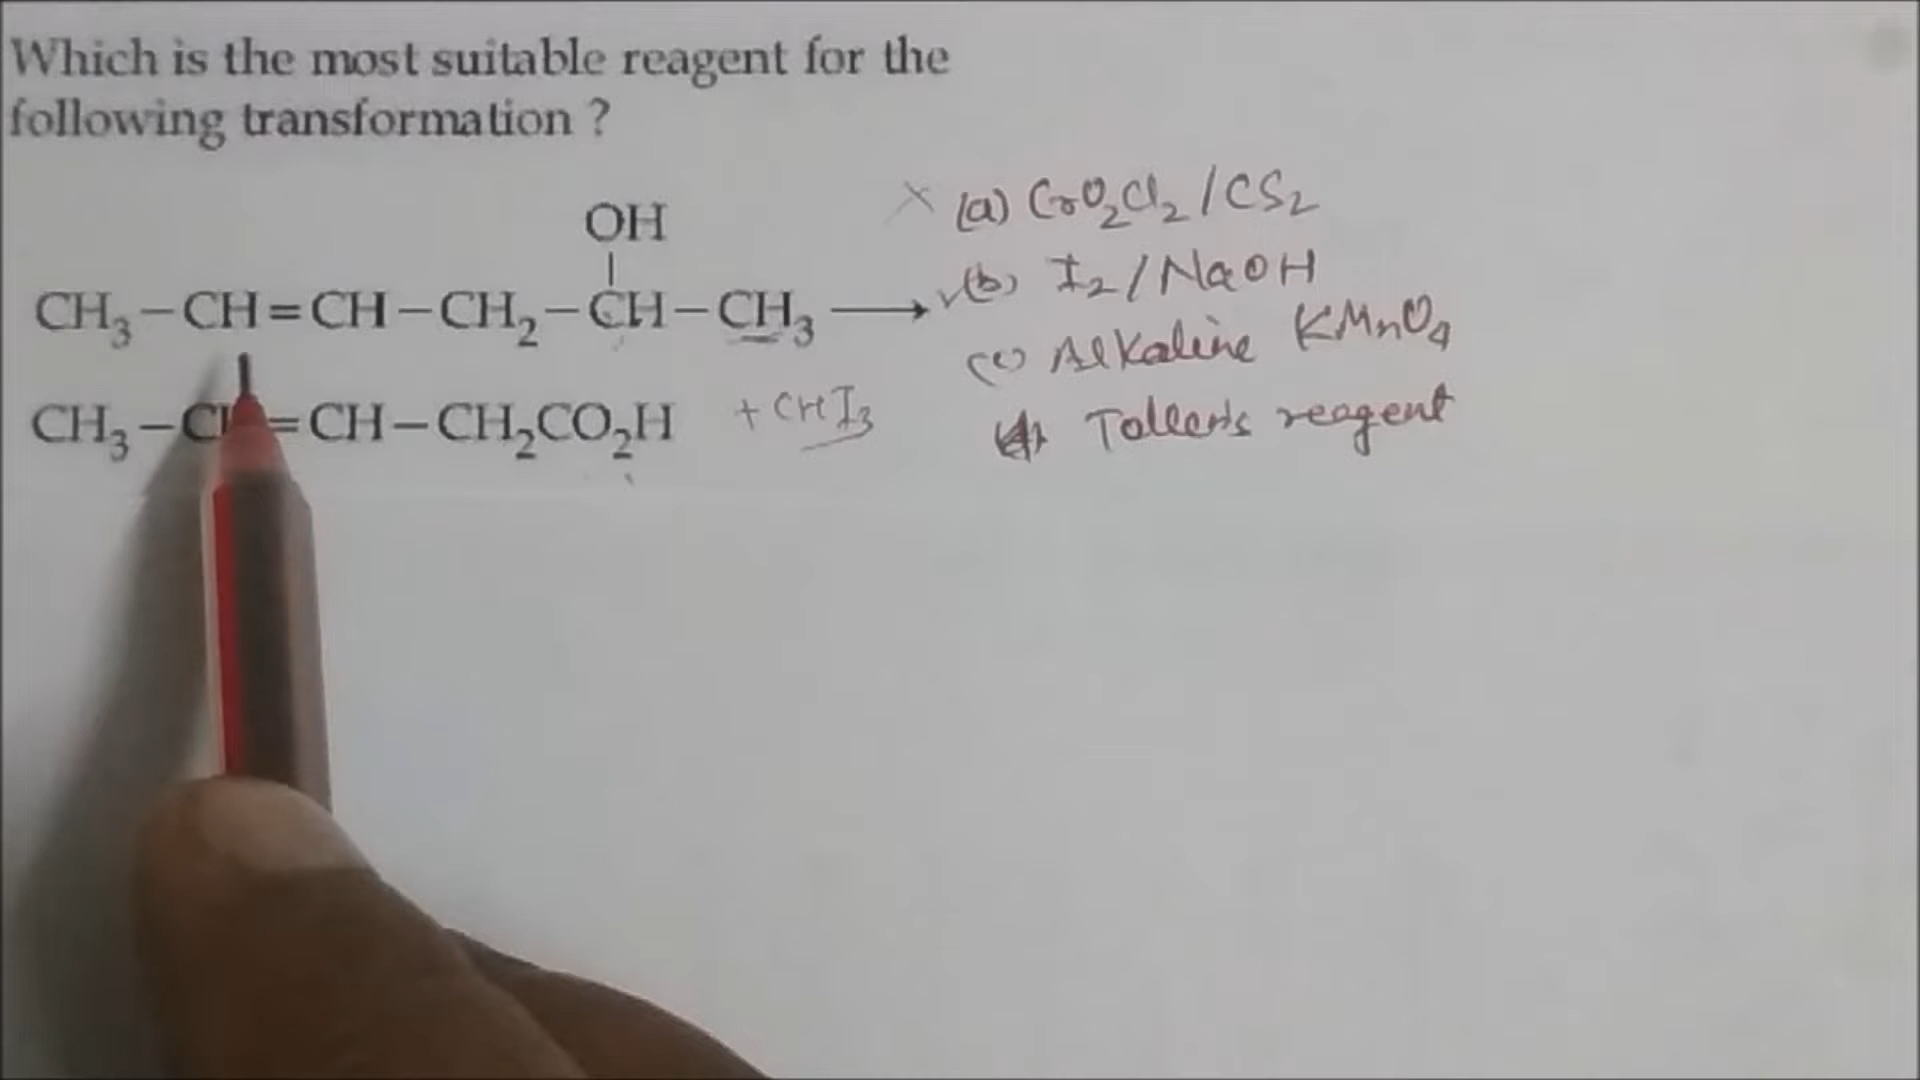 Which is the most suitable reagent for the
following transformation ?
OH
CH₃−CH=CH−CH₂−CH−CH₃ ⟶
CH₃−CH=CH−CH₂CO₂H + CHI₃
× (a) CrO₂Cl₂ / CS₂
✓(b) I₂ / NaOH
(c) Alkaline KMnO₄
(d) Tollen's reagent